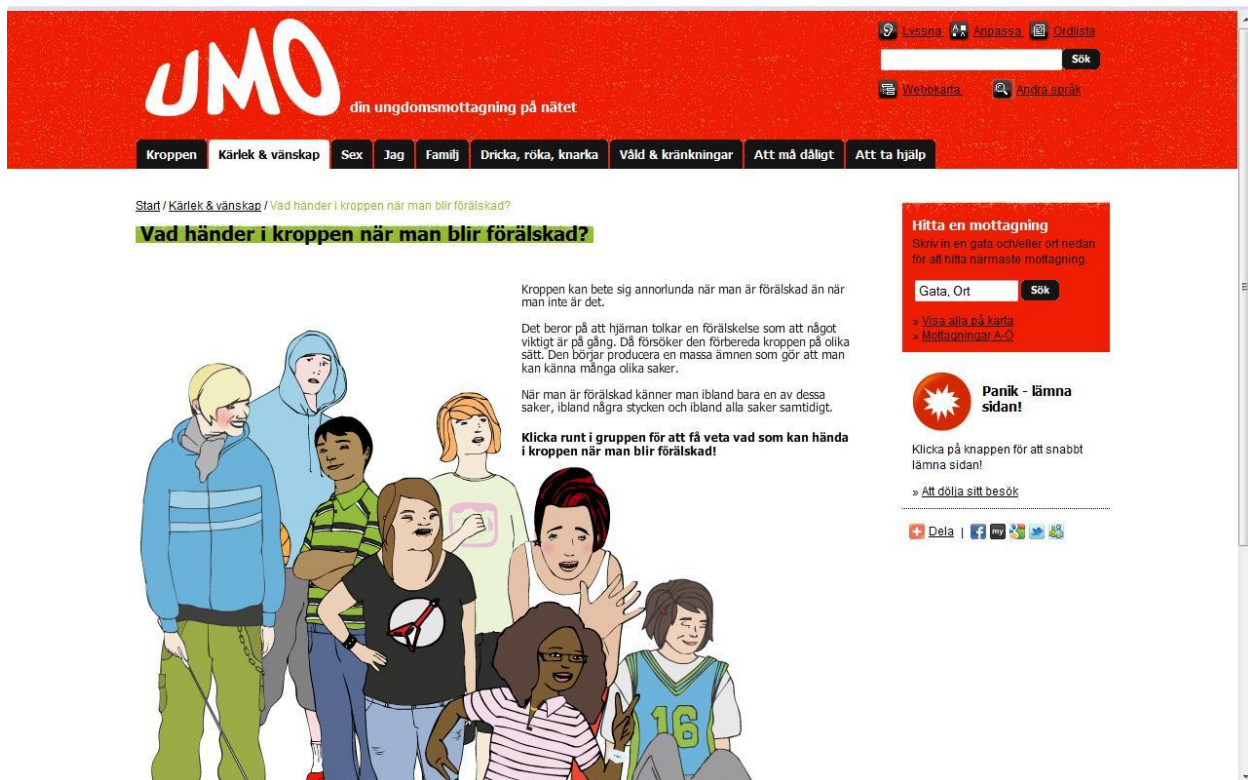 Lyssna Anpassa Ordlista
Sök
Webbkarta Andra språk
UMO din ungdomsmottagning på nätet
Kroppen Kärlek & vänskap Sex Jag Familj Dricka, röka, knarka Våld & kränkningar Att må dåligt Att ta hjälp
Start / Kärlek & vänskap / Vad händer i kroppen när man blir förälskad?
Vad händer i kroppen när man blir förälskad?
Kroppen kan bete sig annorlunda när man är förälskad än när
man inte är det.
Det beror på att hjärnan tolkar en förälskelse som att något
viktigt är på gång. Då försöker den förbereda kroppen på olika
sätt. Den börjar producera en massa ämnen som gör att man
kan känna många olika saker.
När man är förälskad känner man ibland bara en av dessa
saker, ibland några stycken och ibland alla saker samtidigt.
Klicka runt i gruppen för att få veta vad som kan hända
i kroppen när man blir förälskad!
16
Hitta en mottagning
Skriv in en gata och/eller ort nedan
för att hitta närmaste mottagning.
Gata, Ort Sök
» Visa alla på karta
» Mottagningar A-Ö
Panik - lämna
sidan!
Klicka på knappen för att snabbt
lämna sidan!
» Att dölja sitt besök
Dela | f my